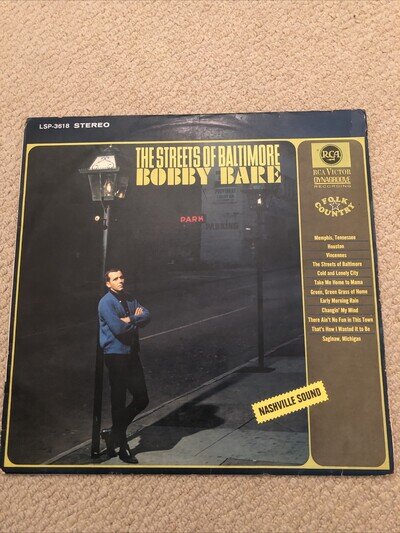 LSP-3618 STEREO
THE STREETS OF BALTIMORE
BOBBY BARE
PARK
RCA
RCA VICTOR
DYNAGROOVE
RECORDING
FOLK
COUNTRY
Memphis, Tennessee
Houston
Vincennes
The Streets of Baltimore
Cold and Lonely City
Take Me Home to Mama
Green, Green Grass of Home
Early Morning Rain
Changin' My Mind
There Ain't No Fun in This Town
That's How I Wanted It to Be
Saginaw, Michigan
NASHVILLE SOUND